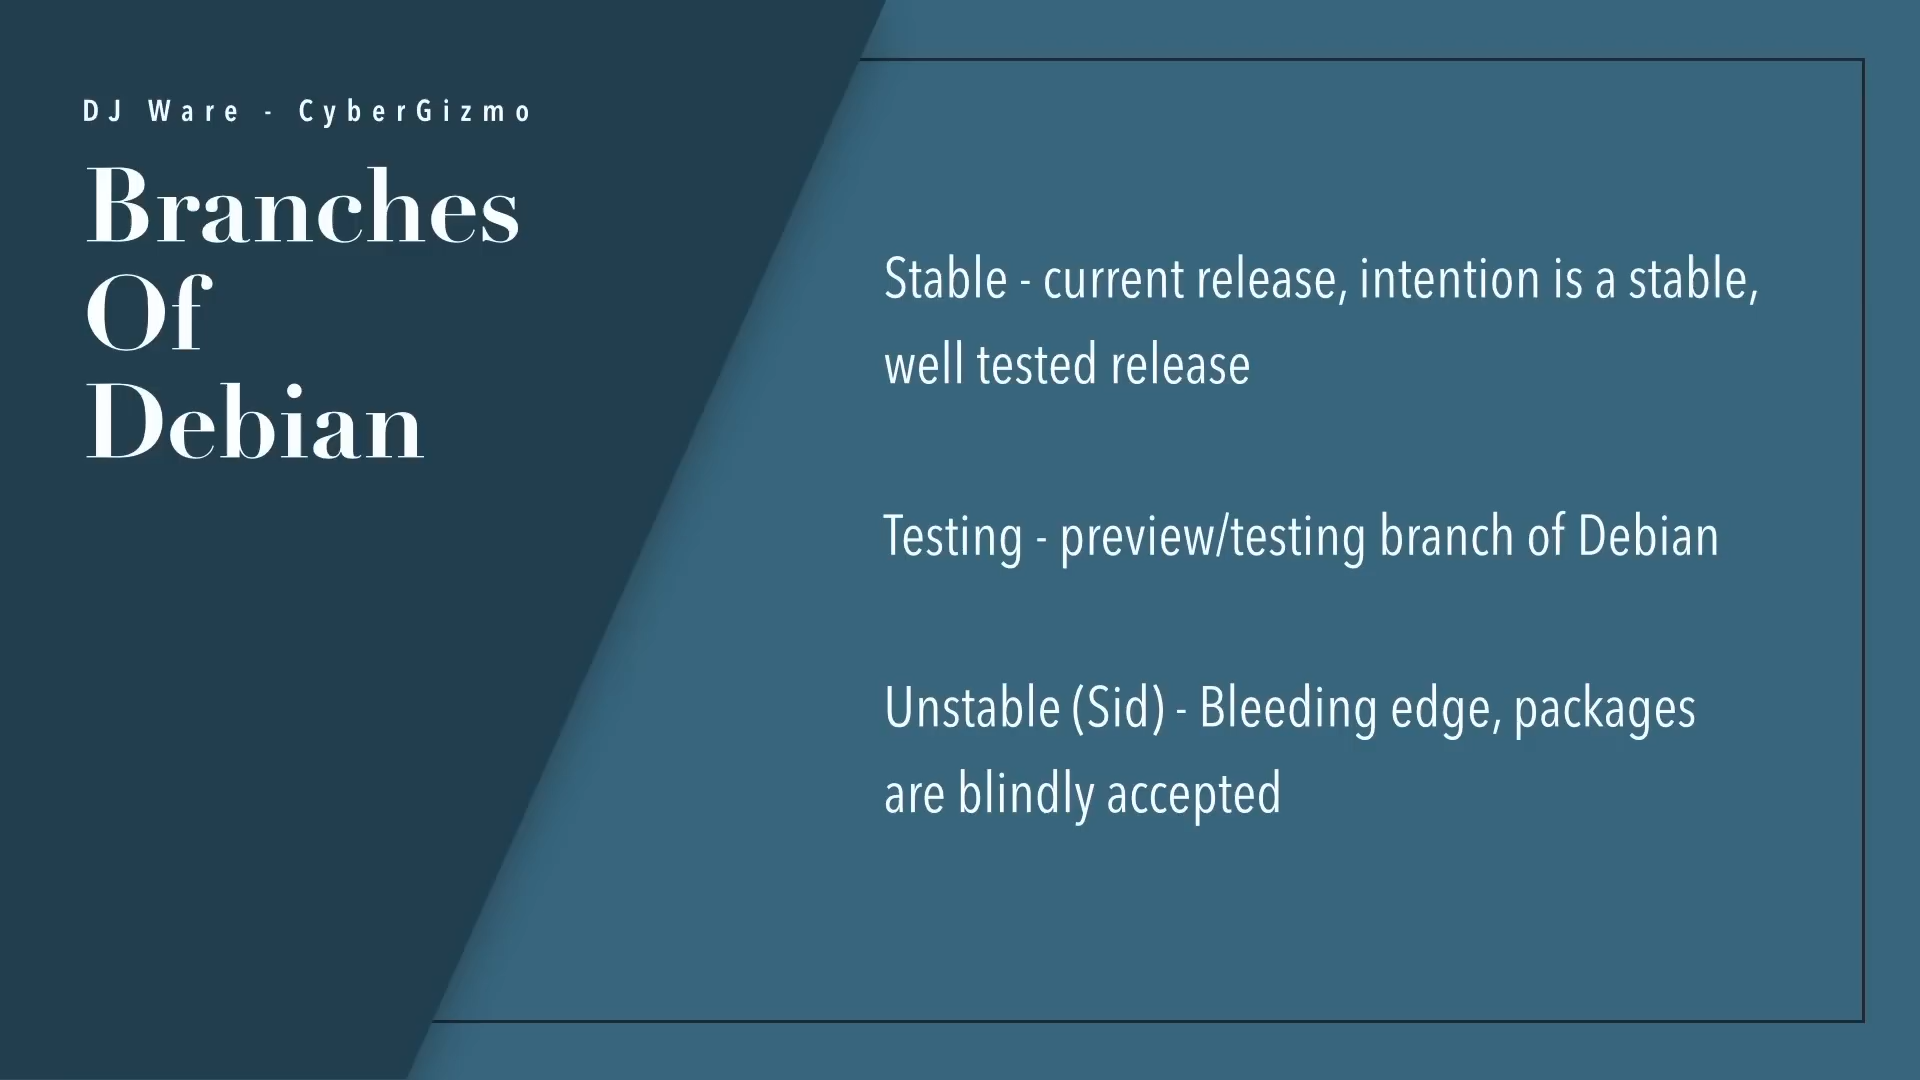 DJ Ware - CyberGizmo
Branches
Of
Debian
Stable - current release, intention is a stable,
well tested release
Testing - preview/testing branch of Debian
Unstable (Sid) - Bleeding edge, packages
are blindly accepted